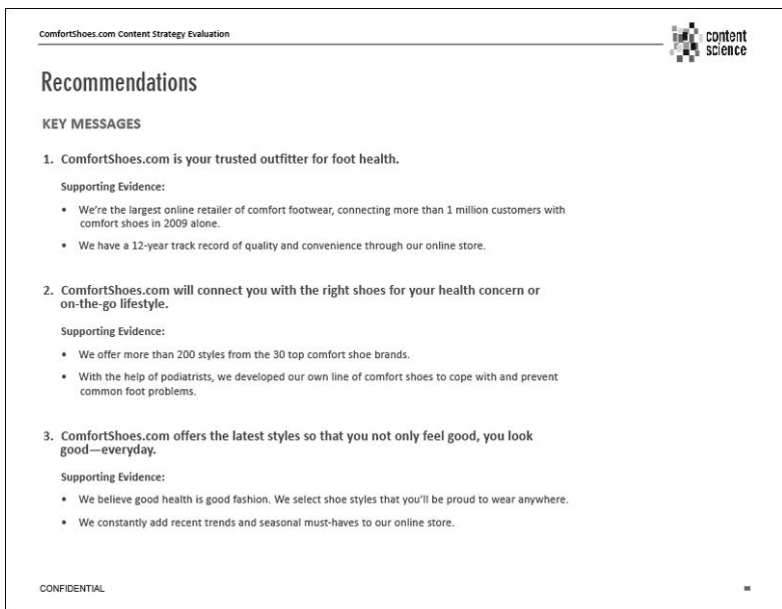 ComfortShoes.com Content Strategy Evaluation
content
science
Recommendations
KEY MESSAGES
1. ComfortShoes.com is your trusted outfitter for foot health.
Supporting Evidence:
• We're the largest online retailer of comfort footwear, connecting more than 1 million customers with
comfort shoes in 2009 alone.
• We have a 12-year track record of quality and convenience through our online store.
2. ComfortShoes.com will connect you with the right shoes for your health concern or
on-the-go lifestyle.
Supporting Evidence:
• We offer more than 200 styles from the 30 top comfort shoe brands.
• With the help of podiatrists, we developed our own line of comfort shoes to cope with and prevent
common foot problems.
3. ComfortShoes.com offers the latest styles so that you not only feel good, you look
good—everyday.
Supporting Evidence:
• We believe good health is good fashion. We select shoe styles that you'll be proud to wear anywhere.
• We constantly add recent trends and seasonal must-haves to our online store.
CONFIDENTIAL